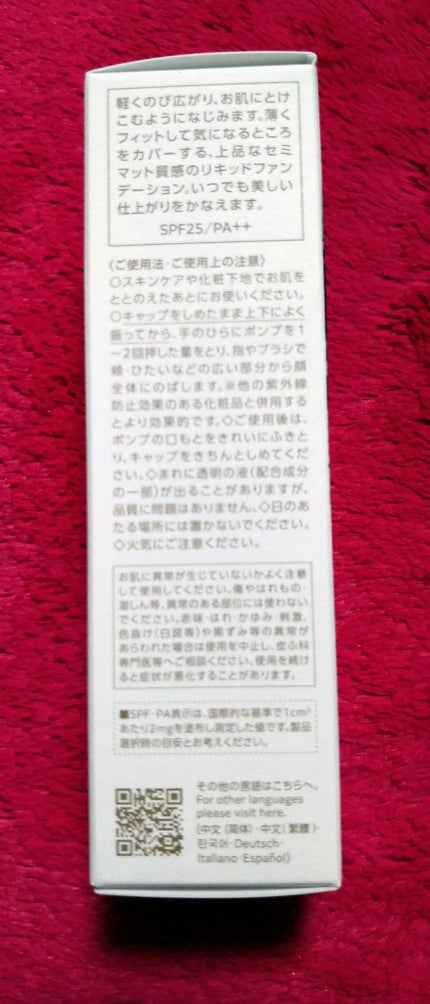 軽くのび広がり、お肌にとけ
こむようになじみます。薄く
フィットして気になるところ
をカバーする、上品なセミ
マット質感のリキッドファン
デーション。いつでも美しい
仕上がりをかなえます。
SPF25/PA++
〈ご使用法・ご使用上の注意〉
◇スキンケアや化粧下地でお肌を
ととのえたあとにお使いください。
◇キャップをしめたまま上下によく
振ってから、手のひらにポンプを1
～2回押した量をとり、指やブラシで
頬・ひたいなどの広い部分から顔
全体にのばします。※他の紫外線
防止効果のある化粧品と併用する
とより効果的です。◇ご使用後は、
ポンプの口もとをきれいにふきと
り、キャップをきちんとしめてくだ
さい。◇まれに透明の液(配合成分
の一部)が出ることがありますが、
品質に問題はありません。◇日のあ
たる場所には置かないでください。
◇火気にご注意ください。
お肌に異常が生じていないかよく注意
して使用してください。傷やはれもの・
湿しん等、異常のある部位には使わない
でください。赤味・はれ・かゆみ・刺激、
色抜け(白斑等)や黒ずみ等の異常が
あらわれた場合は使用を中止し、皮ふ科
専門医等へご相談ください。使用を続け
ると症状が悪化することがあります。
■SPF・PA表示は、国際的な基準で1cm²
あたり2mgを塗布し測定した値です。製品
選択時の目安とお考えください。
その他の言語はこちらへ。
For other languages
please visit here.
(中文(简体)・中文(繁體)・
한국어・Deutsch・
Italiano・Español)